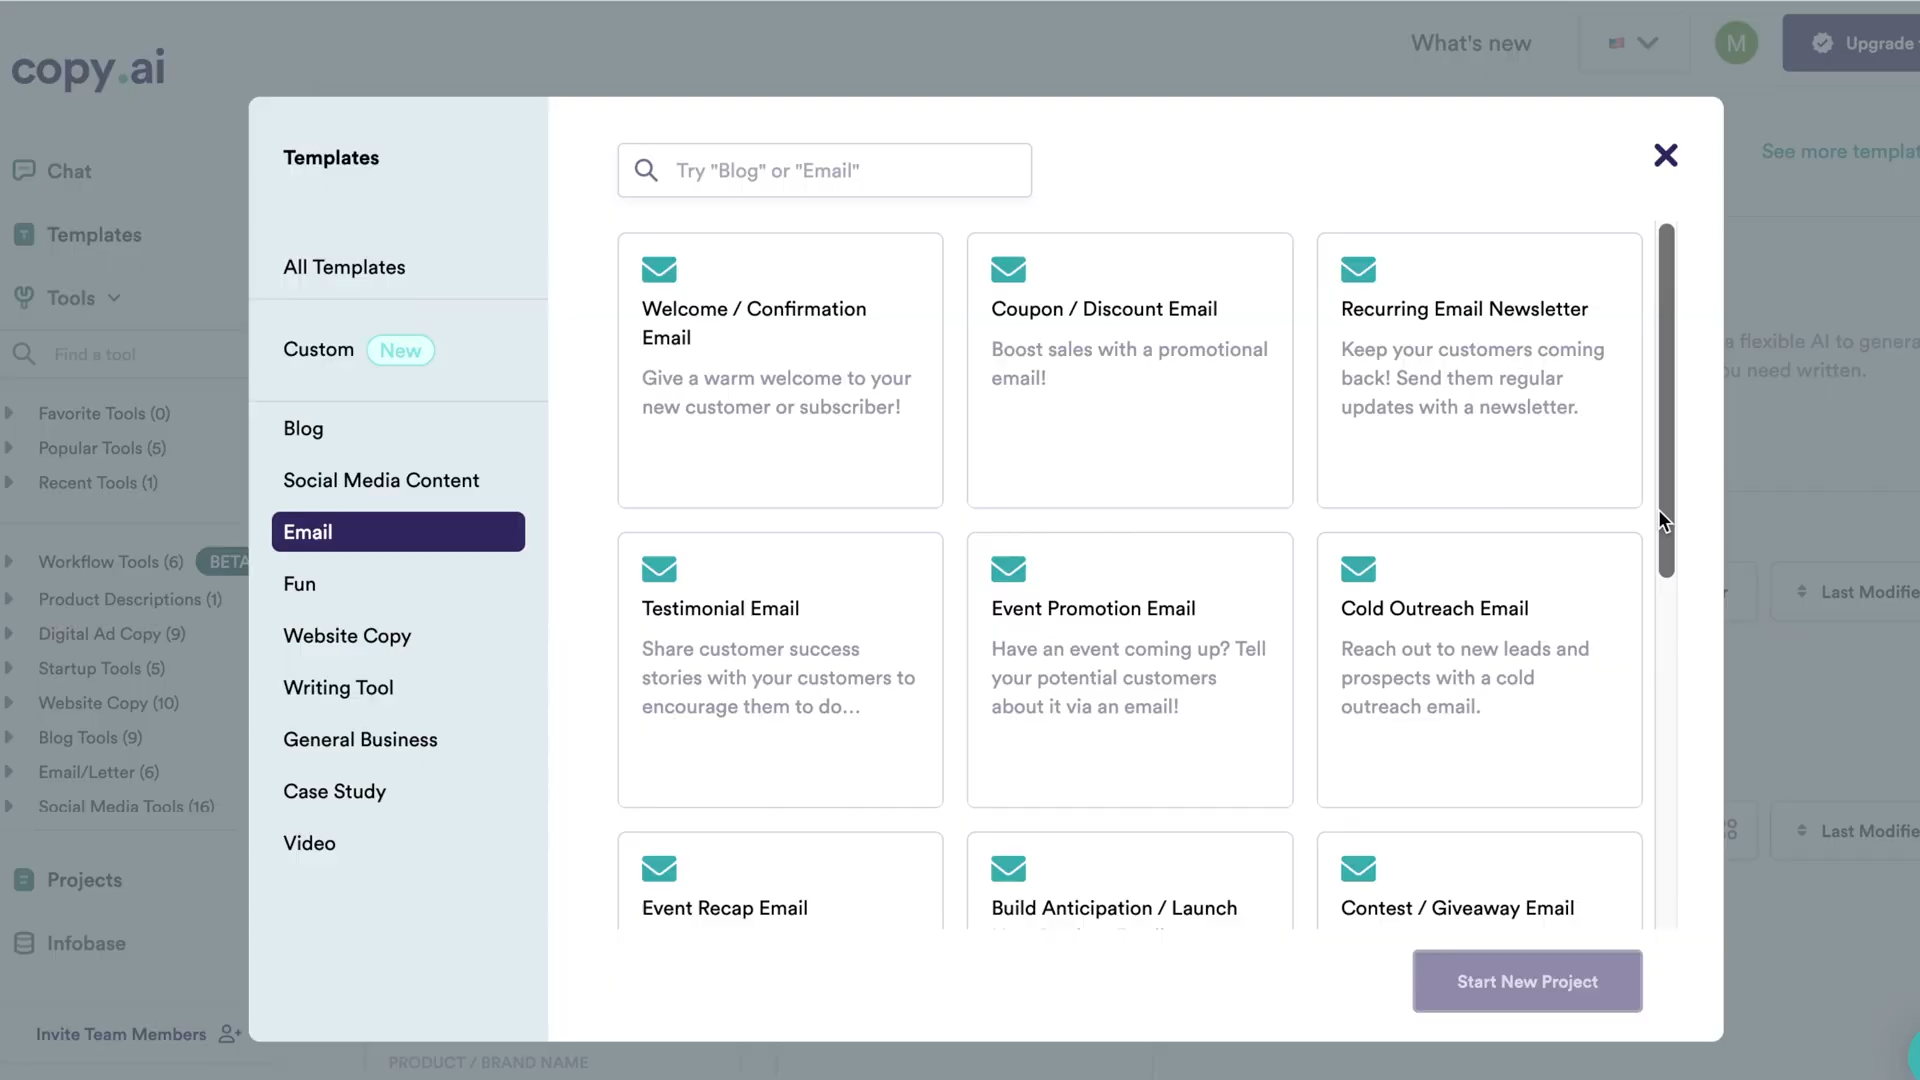 copy.ai
What's new
M
Upgrade
Chat
Templates
Tools
Find a tool
Favorite Tools (0)
Popular Tools (5)
Recent Tools (1)
Workflow Tools (6)
BETA
Product Descriptions (1)
Digital Ad Copy (9)
Startup Tools (5)
Website Copy (10)
Blog Tools (9)
Email/Letter (6)
Social Media Tools (16)
Projects
Infobase
Invite Team Members
Templates
All Templates
Custom New
Blog
Social Media Content
Email
Fun
Website Copy
Writing Tool
General Business
Case Study
Video
Try "Blog" or "Email"
Welcome / Confirmation
Email
Give a warm welcome to your
new customer or subscriber!
Coupon / Discount Email
Boost sales with a promotional
email!
Recurring Email Newsletter
Keep your customers coming
back! Send them regular
updates with a newsletter.
Testimonial Email
Share customer success
stories with your customers to
encourage them to do...
Event Promotion Email
Have an event coming up? Tell
your potential customers
about it via an email!
Cold Outreach Email
Reach out to new leads and
prospects with a cold
outreach email.
Event Recap Email
Build Anticipation / Launch
Contest / Giveaway Email
Start New Project
See more templat
a flexible AI to genera
ou need written.
Last Modifie
Last Modifie
PRODUCT / BRAND NAME